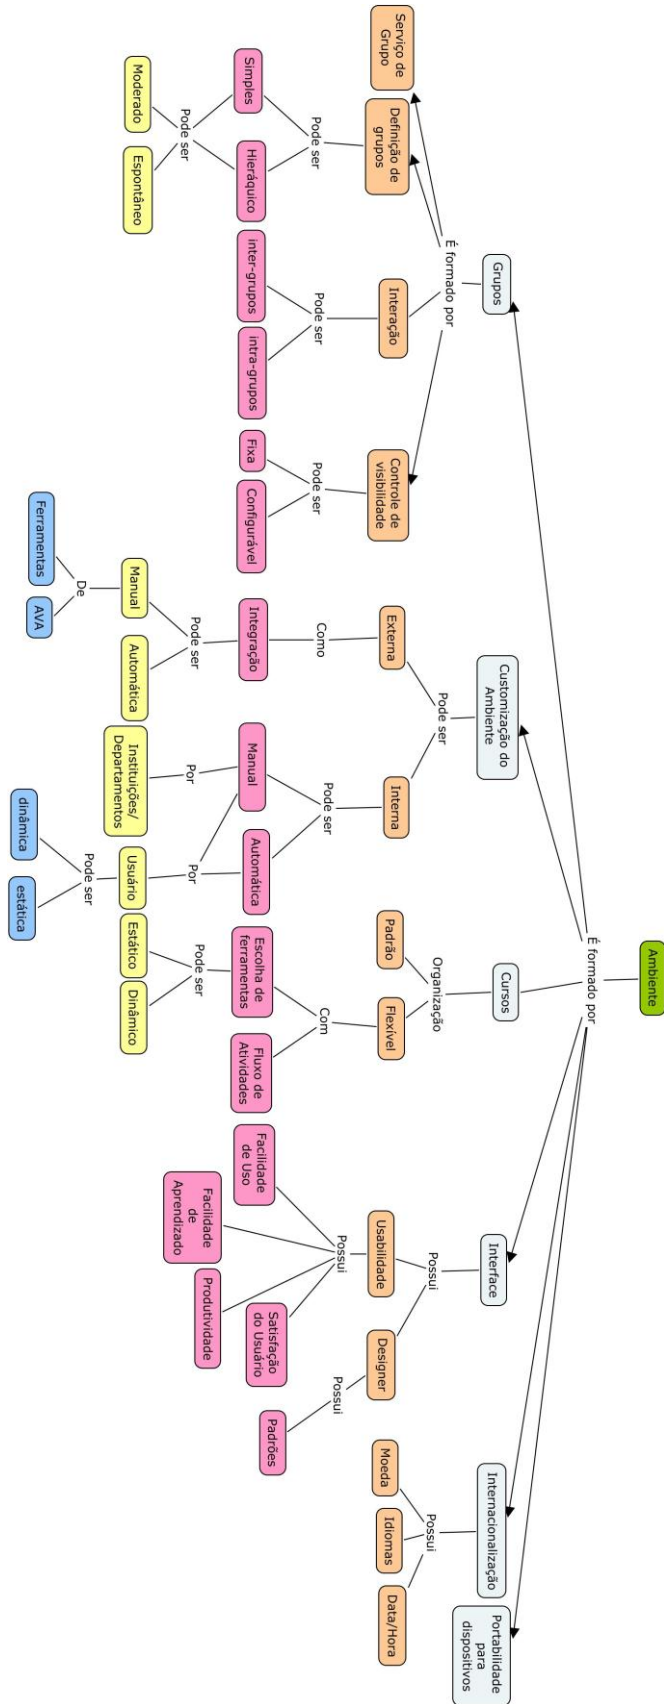 Ambiente
É formado por
Grupos
Customização do
Ambiente
Cursos
Interface
Internacionalização
Portabilidade
para
dispositivos
É formado por
Pode ser
Organização
Possui
Possui
Serviço de
Grupo
Definição de
grupos
Interação
Controle de
visibilidade
Externa
Interna
Padrão
Flexível
Usabilidade
Designer
Moeda
Idiomas
Data/Hora
Pode ser
Pode ser
Pode ser
Como
Pode ser
Com
Possui
Possui
Simples
Hieráquico
inter-grupos
intra-grupos
Fixa
Configurável
Integração
Manual
Automática
Escolha de
ferramentas
Fluxo de
Atividades
Facilidade
de Uso
Facilidade
de
Aprendizado
Produtividade
Satisfação
do Usuário
Padrões
Pode ser
Pode ser
Por
Por
Pode ser
Moderado
Espontâneo
Manual
Automática
Instituições/
Departamentos
Usuário
Estático
Dinâmico
De
Pode ser
Ferramentas
AVA
dinâmica
estática